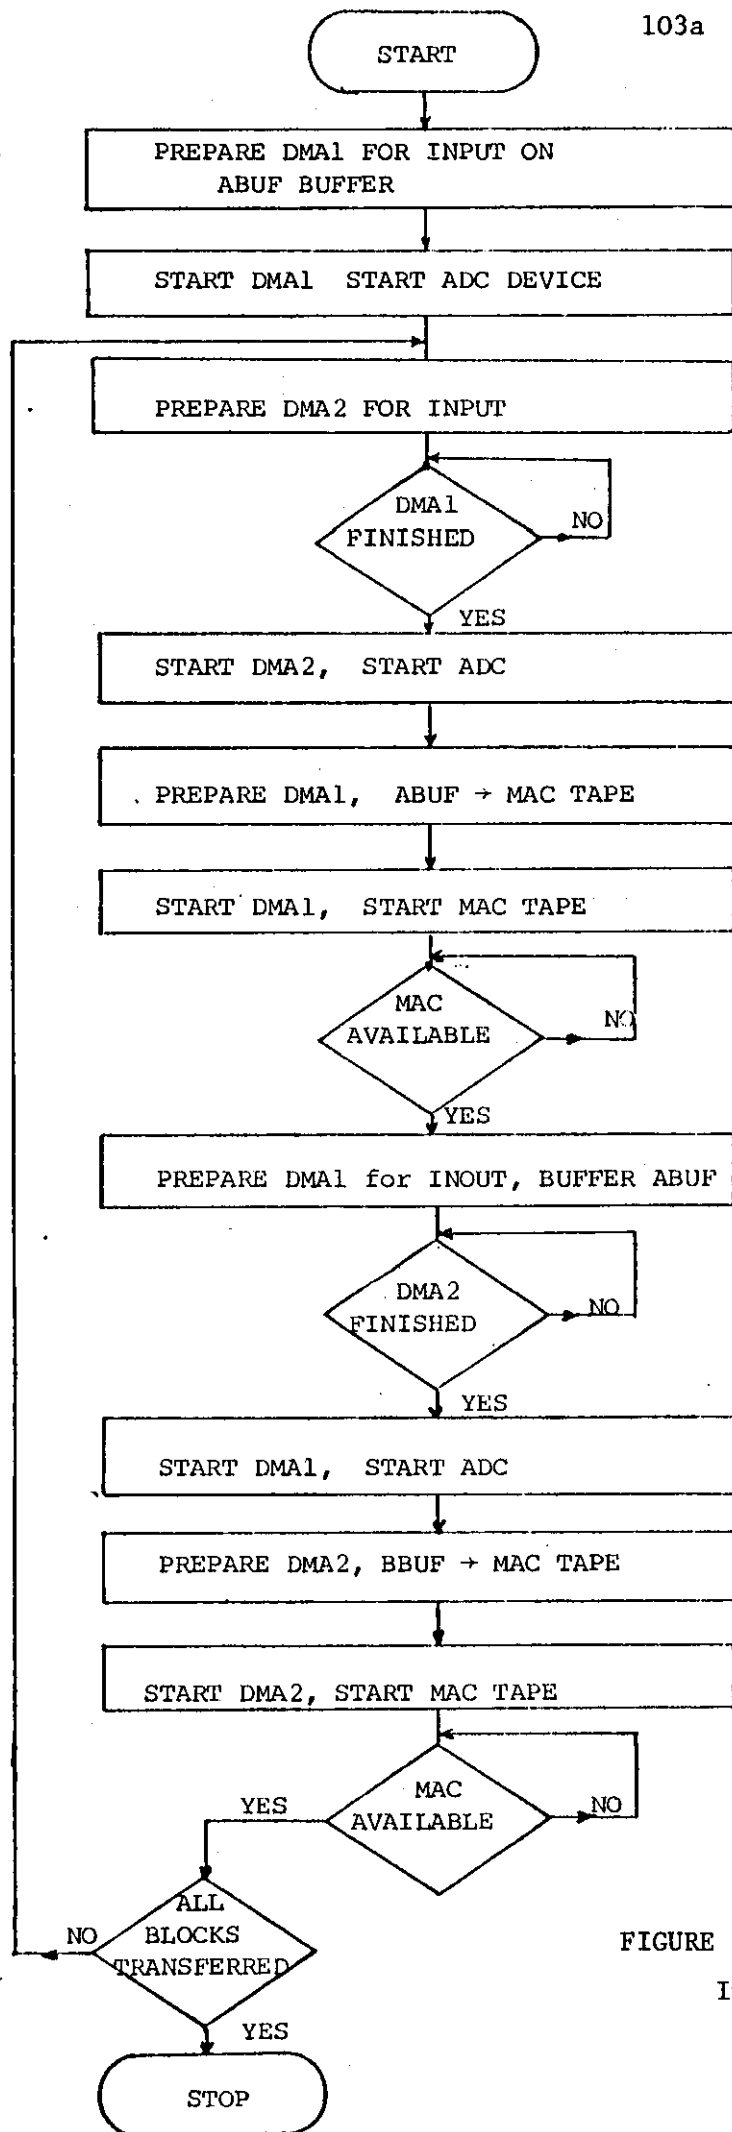 103a
START
PREPARE DMA1 FOR INPUT ON
ABUF BUFFER
START DMA1 START ADC DEVICE
PREPARE DMA2 FOR INPUT
DMA1
FINISHED
NO
YES
START DMA2, START ADC
PREPARE DMA1, ABUF → MAC TAPE
START DMA1, START MAC TAPE
MAC
AVAILABLE
NO
YES
PREPARE DMA1 for INOUT, BUFFER ABUF
DMA2
FINISHED
NO
YES
START DMA1, START ADC
PREPARE DMA2, BBUF → MAC TAPE
START DMA2, START MAC TAPE
MAC
AVAILABLE
NO
YES
ALL
BLOCKS
TRANSFERRED
NO
YES
FIGURE
STOP